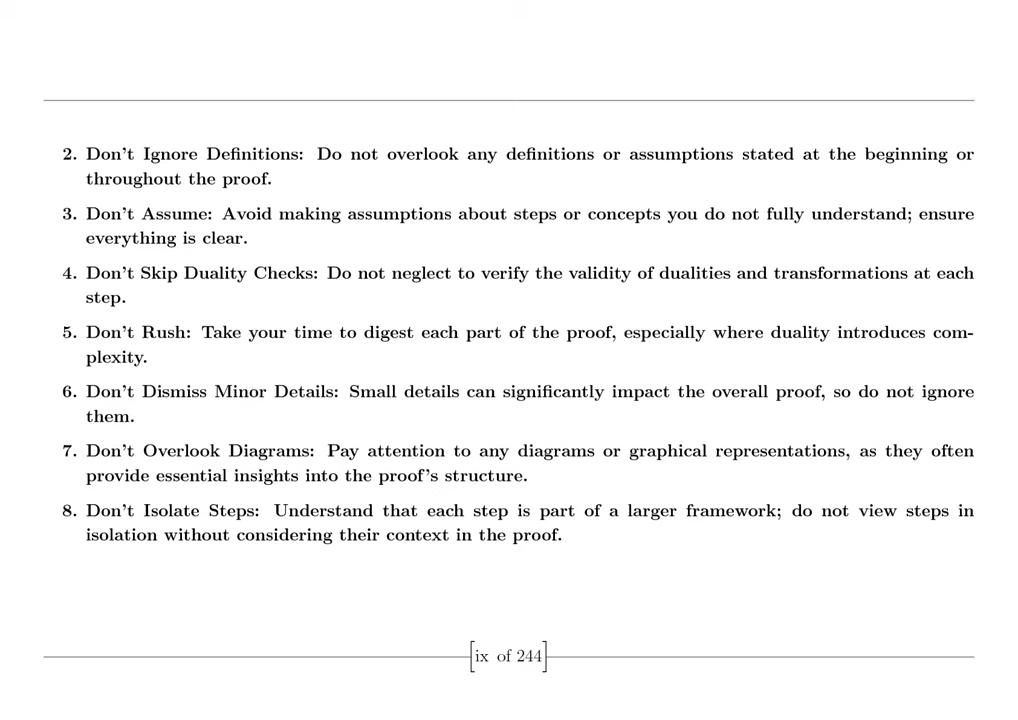 2. Don't Ignore Definitions: Do not overlook any definitions or assumptions stated at the beginning or
throughout the proof.
3. Don't Assume: Avoid making assumptions about steps or concepts you do not fully understand; ensure
everything is clear.
4. Don't Skip Duality Checks: Do not neglect to verify the validity of dualities and transformations at each
step.
5. Don't Rush: Take your time to digest each part of the proof, especially where duality introduces com-
plexity.
6. Don't Dismiss Minor Details: Small details can significantly impact the overall proof, so do not ignore
them.
7. Don't Overlook Diagrams: Pay attention to any diagrams or graphical representations, as they often
provide essential insights into the proof's structure.
8. Don't Isolate Steps: Understand that each step is part of a larger framework; do not view steps in
isolation without considering their context in the proof.
[ix of 244]